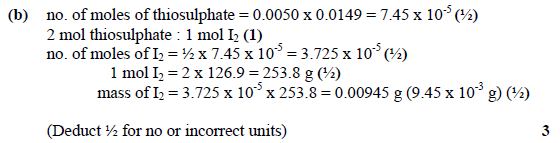 (b) no. of moles of thiosulphate = 0.0050 x 0.0149 = 7.45 x 10⁻⁵ (½)
2 mol thiosulphate : 1 mol I₂ (1)
no. of moles of I₂ = ½ x 7.45 x 10⁻⁵ = 3.725 x 10⁻⁵ (½)
1 mol I₂ = 2 x 126.9 = 253.8 g (½)
mass of I₂ = 3.725 x 10⁻⁵ x 253.8 = 0.00945 g (9.45 x 10⁻³ g) (½)
(Deduct ½ for no or incorrect units) 3